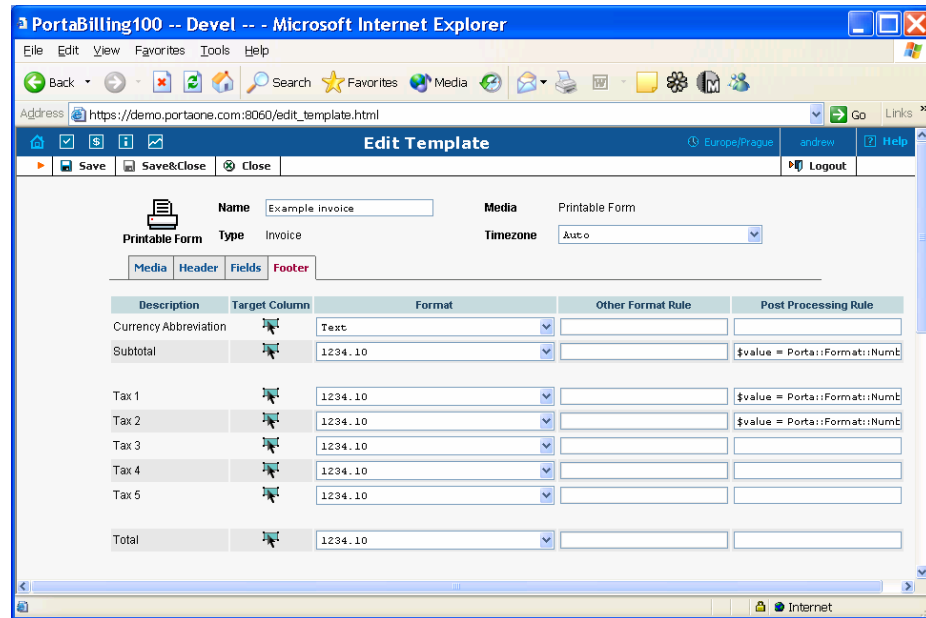 PortaBilling100 -- Devel -- - Microsoft Internet Explorer
File Edit View Favorites Tools Help
Back Search Favorites Media
Address https://demo.portaone.com:8060/edit_template.html Go Links »
Edit Template Europe/Prague andrew ? Help
Save Save&Close Close Logout
Name Example invoice Media Printable Form
Printable Form Type Invoice Timezone Auto
Media Header Fields Footer
Description Target Column Format Other Format Rule Post Processing Rule
Currency Abbreviation Text
Subtotal 1234.10 $value = Porta::Format::Numb
Tax 1 1234.10 $value = Porta::Format::Numb
Tax 2 1234.10 $value = Porta::Format::Numb
Tax 3 1234.10
Tax 4 1234.10
Tax 5 1234.10
Total 1234.10
Internet